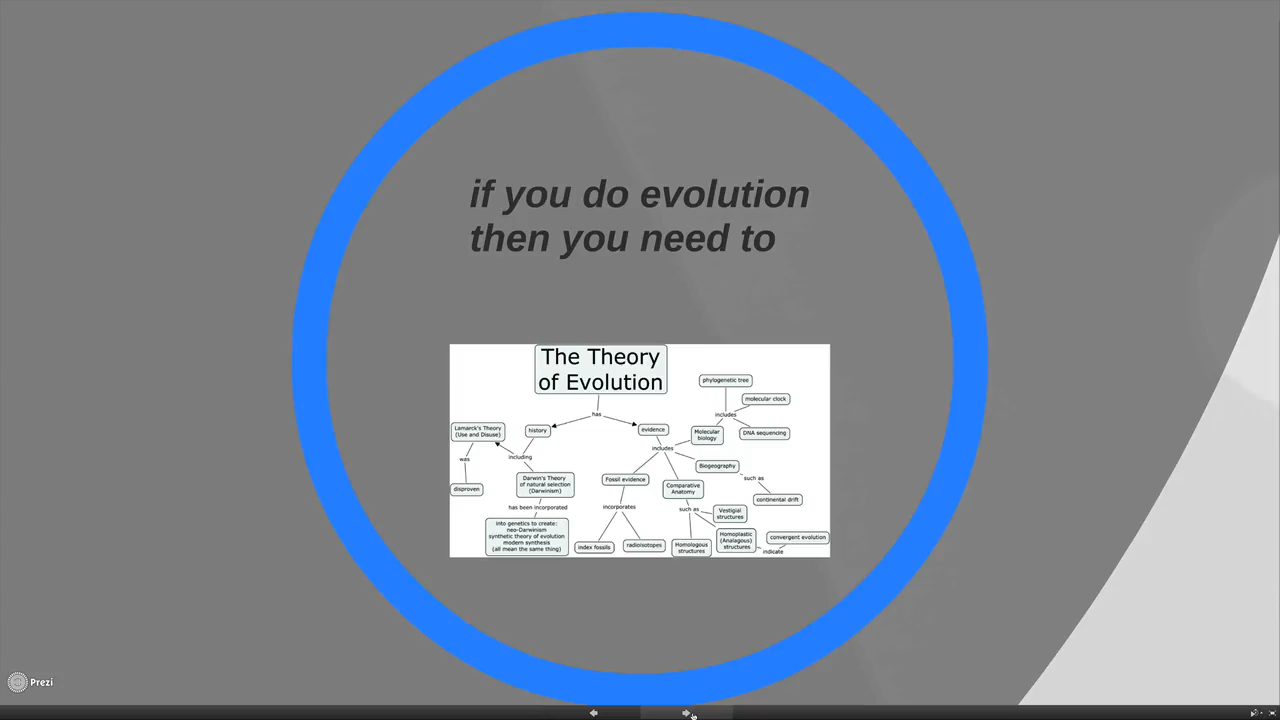 if you do evolution
then you need to
The Theory
of Evolution
has
phylogenetic tree
molecular clock
includes
Lamarck's Theory
(Use and Disuse)
history
evidence
Molecular
biology
DNA sequencing
was
including
includes
Biogeography
such as
disproven
Darwin's Theory
of natural selection
(Darwinism)
Fossil evidence
Comparative
Anatomy
continental drift
has been incorporated
incorporates
such as
Vestigial
structures
into genetics to create:
neo-Darwinism
synthetic theory of evolution
modern synthesis
(all mean the same thing)
index fossils
radioisotopes
Homologous
structures
Homoplastic
(Analagous)
structures
convergent evolution
indicate
Prezi